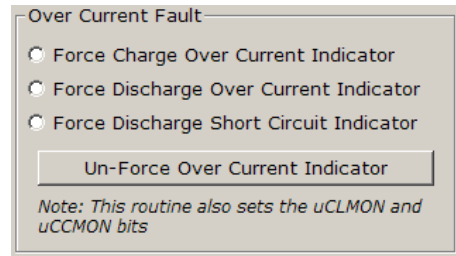 Over Current Fault
Force Charge Over Current Indicator
Force Discharge Over Current Indicator
Force Discharge Short Circuit Indicator
Un-Force Over Current Indicator
Note: This routine also sets the uCLMON and
uCCMON bits